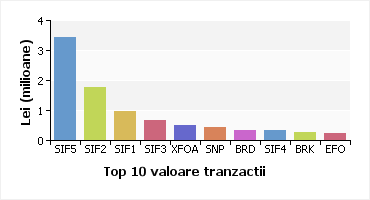 Lei (milioane)
4
3
2
1
0
SIF5 SIF2 SIF1 SIF3 XFOA SNP BRD SIF4 BRK EFO
Top 10 valoare tranzactii